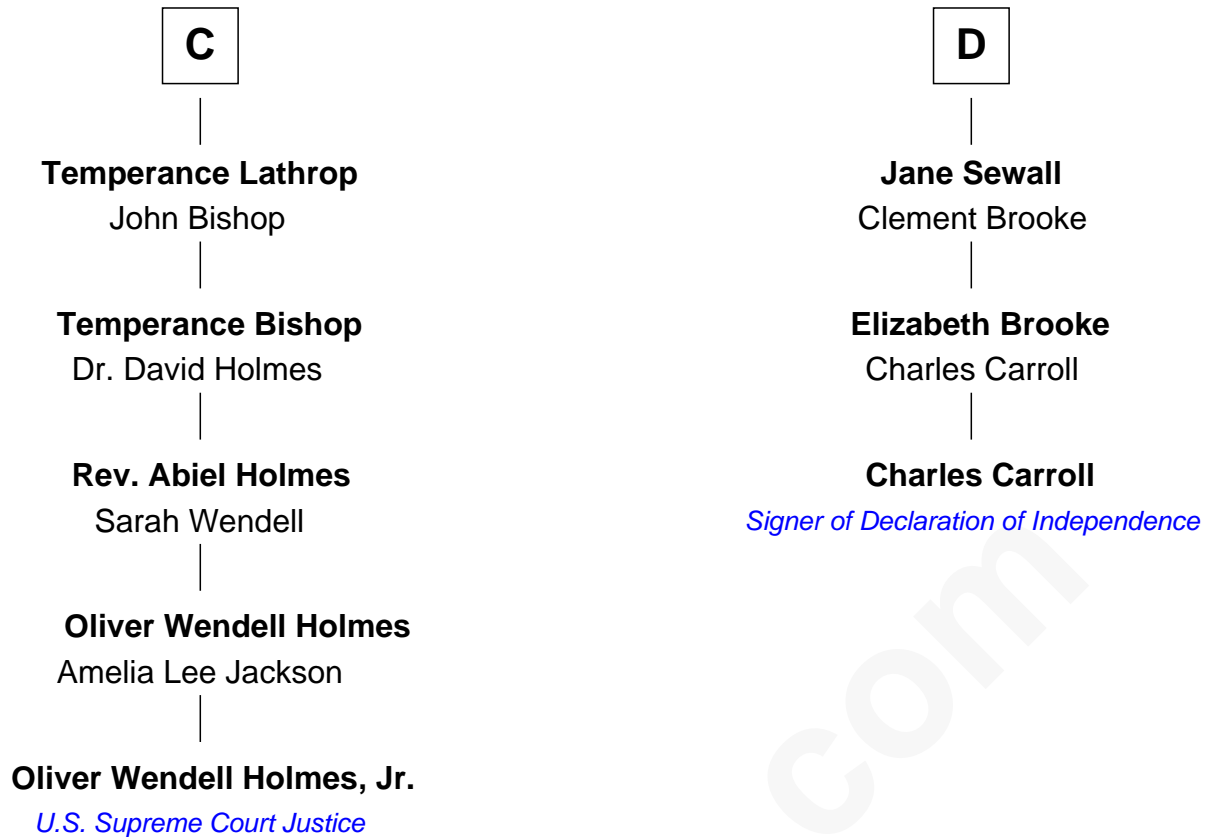 C
Temperance Lathrop
John Bishop
Temperance Bishop
Dr. David Holmes
Rev. Abiel Holmes
Sarah Wendell
Oliver Wendell Holmes
Amelia Lee Jackson
Oliver Wendell Holmes, Jr.
U.S. Supreme Court Justice
D
Jane Sewall
Clement Brooke
Elizabeth Brooke
Charles Carroll
Charles Carroll
Signer of Declaration of Independence
com